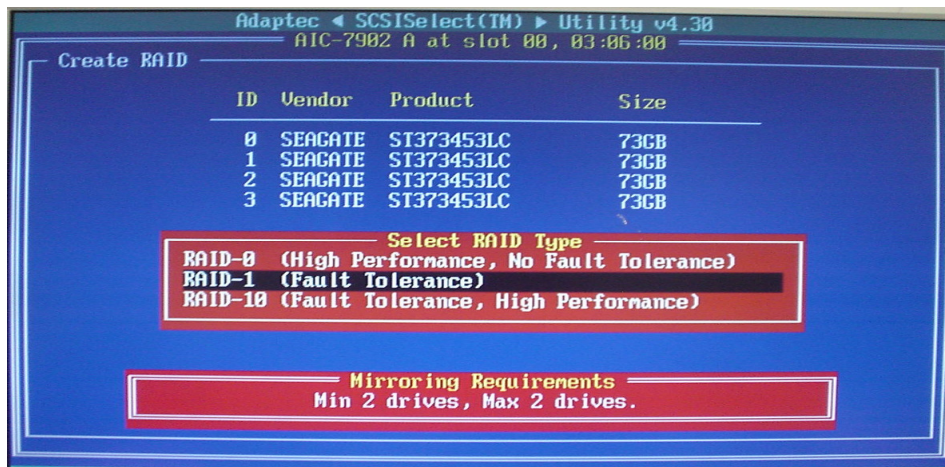 Adaptec ◄ SCSISelect(TM) ► Utility v4.30
AIC-7902 A at slot 00, 03:06:00
Create RAID
ID Vendor Product Size
0 SEAGATE ST373453LC 73GB
1 SEAGATE ST373453LC 73GB
2 SEAGATE ST373453LC 73GB
3 SEAGATE ST373453LC 73GB
Select RAID Type
RAID-0 (High Performance, No Fault Tolerance)
RAID-1 (Fault Tolerance)
RAID-10 (Fault Tolerance, High Performance)
Mirroring Requirements
Min 2 drives, Max 2 drives.